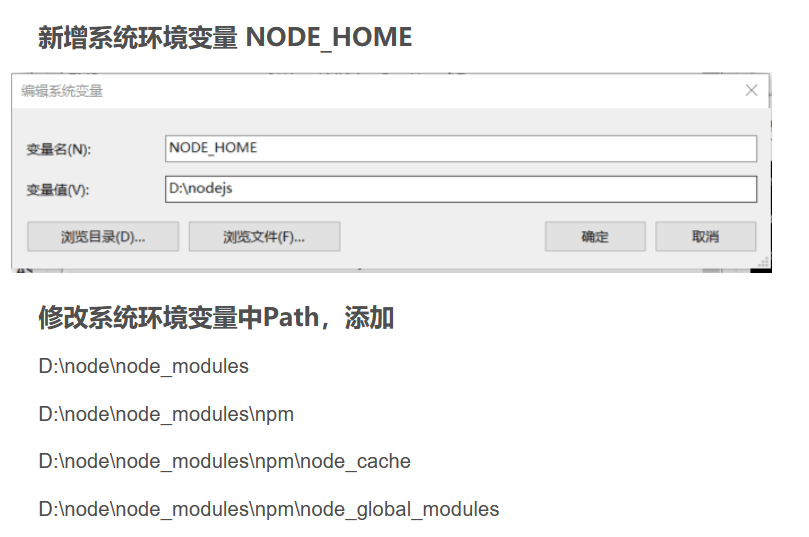 新增系统环境变量 NODE_HOME
编辑系统变量
变量名(N):
NODE_HOME
变量值(V):
D:\nodejs
浏览目录(D)...
浏览文件(F)...
确定
取消
修改系统环境变量中Path，添加
D:\node\node_modules
D:\node\node_modules\npm
D:\node\node_modules\npm\node_cache
D:\node\node_modules\npm\node_global_modules